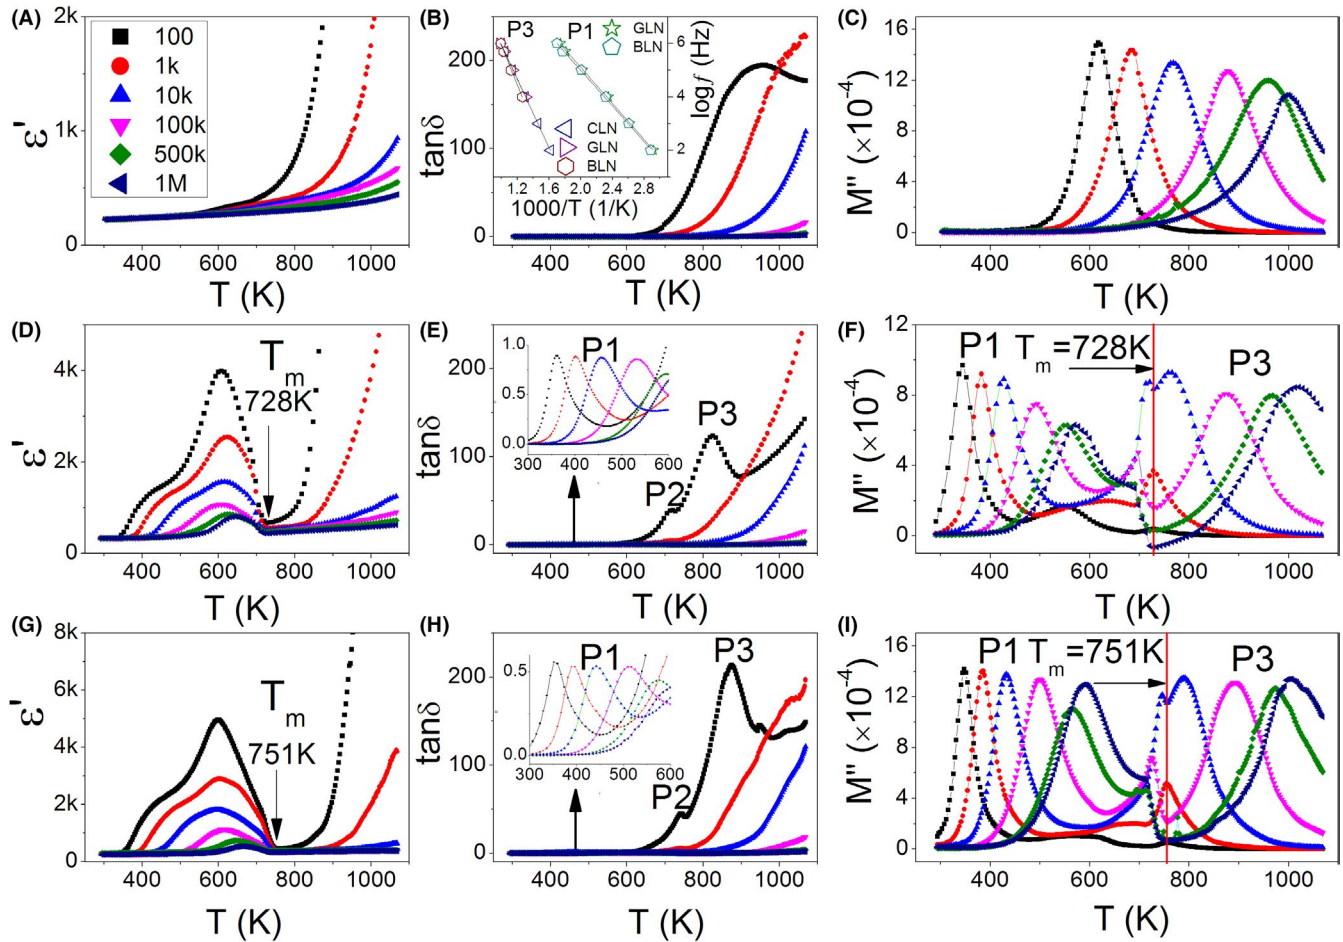 (A)
2k
1k
0
ε'
100
1k
10k
100k
500k
1M
400 600 800 1000
T (K)
(B)
200
100
0
tanδ
P3 P1
GLN
BLN
CLN
GLN
BLN
6
4
2
logf (Hz)
1.2 1.6 2.0 2.4 2.8
1000/T (1/K)
400 600 800 1000
T (K)
(C)
16
12
8
4
0
M'' (×10⁻⁴)
400 600 800 1000
T (K)
(D)
4k
2k
0
ε'
Tm
728K
400 600 800 1000
T (K)
(E)
200
100
0
tanδ
1.0
0.5
0.0
P1
300 400 500 600
P2
P3
400 600 800 1000
T (K)
(F)
12
8
4
0
M'' (×10⁻⁴)
P1 Tm=728K P3
400 600 800 1000
T (K)
(G)
8k
6k
4k
2k
0
ε'
Tm
751K
400 600 800 1000
T (K)
(H)
200
100
0
tanδ
0.5
0.0
P1
300 400 500 600
P2
P3
400 600 800 1000
T (K)
(I)
16
12
8
4
0
M'' (×10⁻⁴)
P1 Tm=751K P3
400 600 800 1000
T (K)